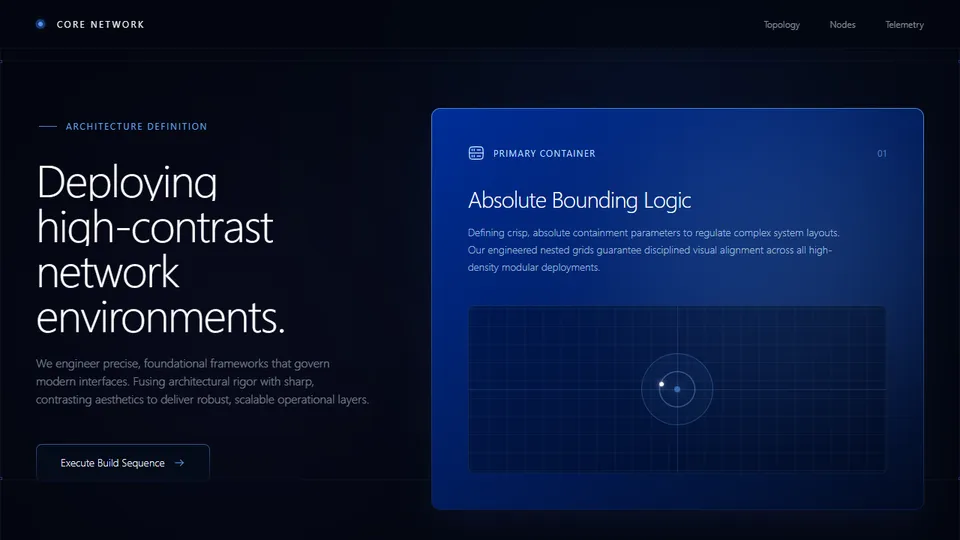 CORE NETWORK
Topology
Nodes
Telemetry
ARCHITECTURE DEFINITION
Deploying
high-contrast
network
environments.
We engineer precise, foundational frameworks that govern
modern interfaces. Fusing architectural rigor with sharp,
contrasting aesthetics to deliver robust, scalable operational layers.
Execute Build Sequence
PRIMARY CONTAINER
01
Absolute Bounding Logic
Defining crisp, absolute containment parameters to regulate complex system layouts.
Our engineered nested grids guarantee disciplined visual alignment across all high-
density modular deployments.